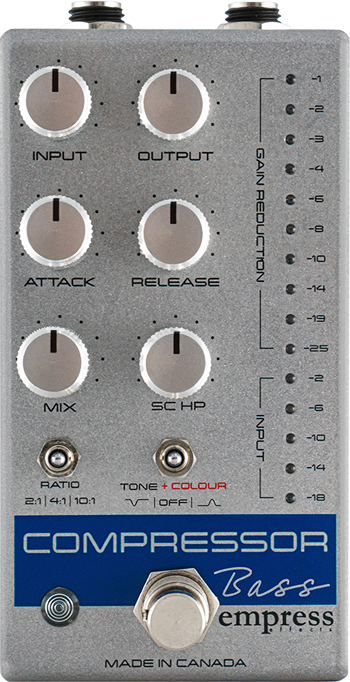 INPUT OUTPUT
ATTACK RELEASE
MIX SC HP
RATIO
2:1|4:1|10:1
TONE + COLOUR
|OFF|
GAIN REDUCTION
-1
-2
-3
-4
-6
-8
-10
-14
-19
-25
INPUT
-2
-6
-10
-14
-18
COMPRESSOR
Bass
empress
effects
MADE IN CANADA